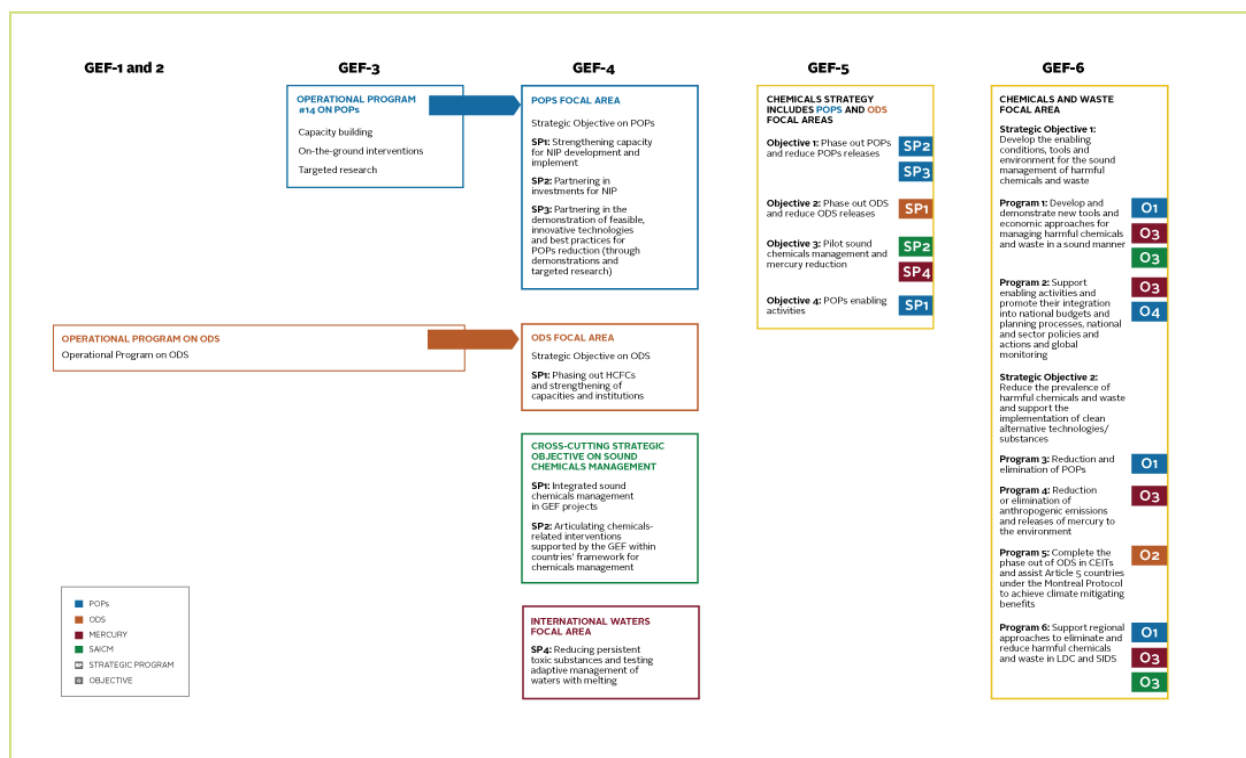 GEF-1 and 2
GEF-3
GEF-4
GEF-5
GEF-6
OPERATIONAL PROGRAM
#14 ON POPs
Capacity building
On-the-ground interventions
Targeted research
OPERATIONAL PROGRAM ON ODS
Operational Program on ODS
POPS FOCAL AREA
Strategic Objective on POPs
SP1: Strengthening capacity
for NIP development and
implement
SP2: Partnering in
investments for NIP
SP3: Partnering in the
demonstration of feasible,
innovative technologies
and best practices for
POPs reduction (through
demonstrations and
targeted research)
ODS FOCAL AREA
Strategic Objective on ODS
SP1: Phasing out HCFCs
and strengthening of
capacities and institutions
CROSS-CUTTING STRATEGIC
OBJECTIVE ON SOUND
CHEMICALS MANAGEMENT
SP1: Integrated sound
chemicals management
in GEF projects
SP2: Articulating chemicals-
related interventions
supported by the GEF within
countries' framework for
chemicals management
INTERNATIONAL WATERS
FOCAL AREA
SP4: Reducing persistent
toxic substances and testing
adaptive management of
waters with melting
CHEMICALS STRATEGY
INCLUDES POPS AND ODS
FOCAL AREAS
Objective 1: Phase out POPs
and reduce POPs releases
SP2
SP3
Objective 2: Phase out ODS
and reduce ODS releases
SP1
Objective 3: Pilot sound
chemicals management and
mercury reduction
SP2
SP4
Objective 4: POPs enabling
activities
SP1
CHEMICALS AND WASTE
FOCAL AREA
Strategic Objective 1:
Develop the enabling
conditions, tools and
environment for the sound
management of harmful
chemicals and waste
Program 1: Develop and
demonstrate new tools and
economic approaches for
managing harmful chemicals
and waste in a sound manner
O1
O3
O3
Program 2: Support
enabling activities and
promote their integration
into national budgets and
planning processes, national
and sector policies and
actions and global
monitoring
O3
O4
Strategic Objective 2:
Reduce the prevalence of
harmful chemicals and waste
and support the
implementation of clean
alternative technologies/
substances
Program 3: Reduction and
elimination of POPs
O1
Program 4: Reduction
or elimination of
anthropogenic emissions
and releases of mercury to
the environment
O3
Program 5: Complete the
phase out of ODS in CEITs
and assist Article 5 countries
under the Montreal Protocol
to achieve climate mitigating
benefits
O2
Program 6: Support regional
approaches to eliminate and
reduce harmful chemicals
and waste in LDC and SIDS
O1
O3
O3
POPs
ODS
MERCURY
SAICM
STRATEGIC PROGRAM
OBJECTIVE